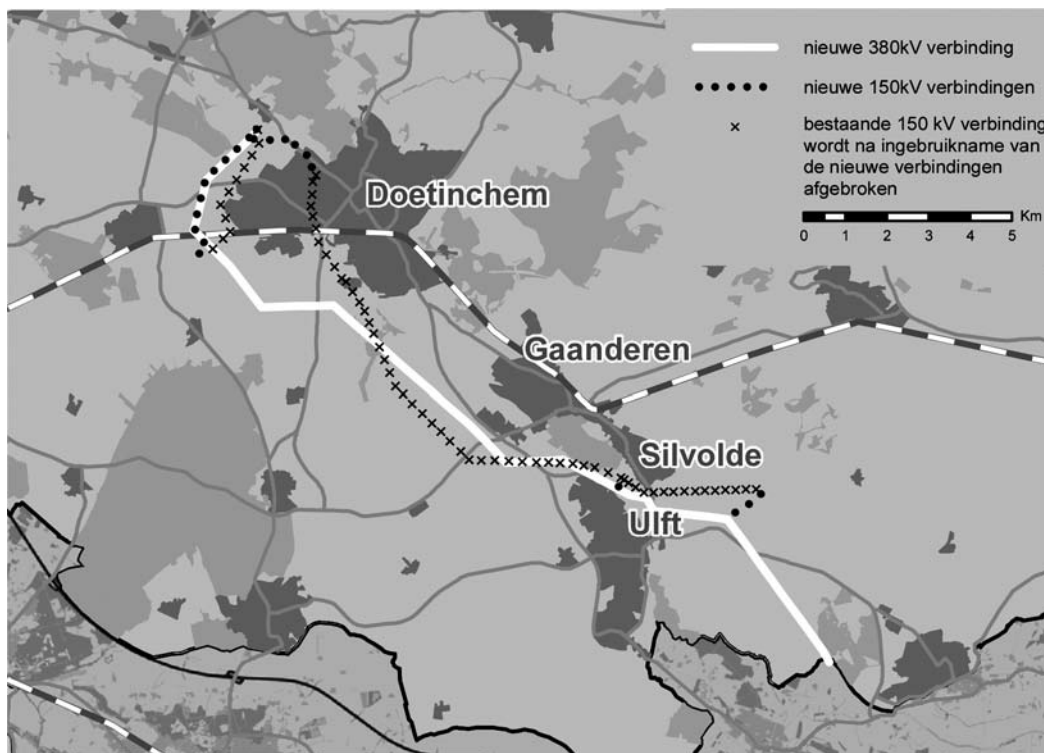 nieuwe 380kV verbinding
nieuwe 150kV verbindingen
bestaande 150 kV verbinding
wordt na ingebruikname van
de nieuwe verbindingen
afgebroken
Km
0 1 2 3 4 5
Doetinchem
Gaanderen
Silvolde
Ulft